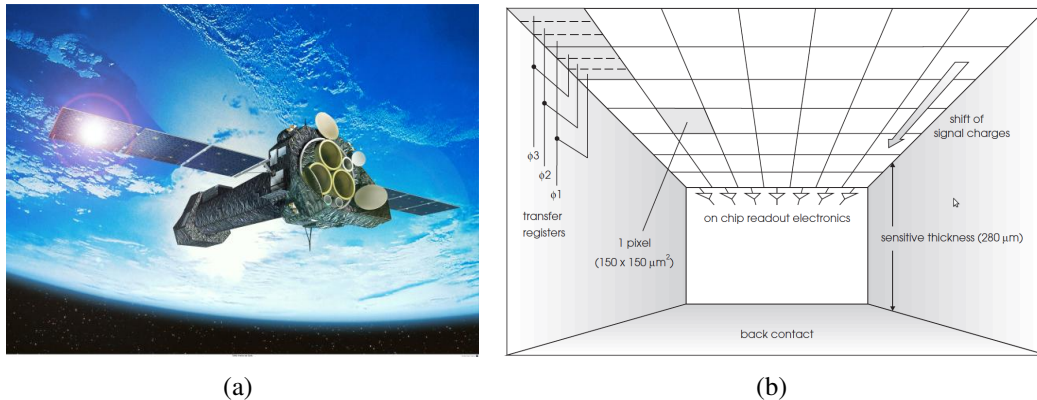 ϕ3
ϕ2
ϕ1
transfer
registers
1 pixel
(150 x 150 μm²)
on chip readout electronics
shift of
signal charges
sensitive thickness (280 μm)
back contact
(a)
(b)